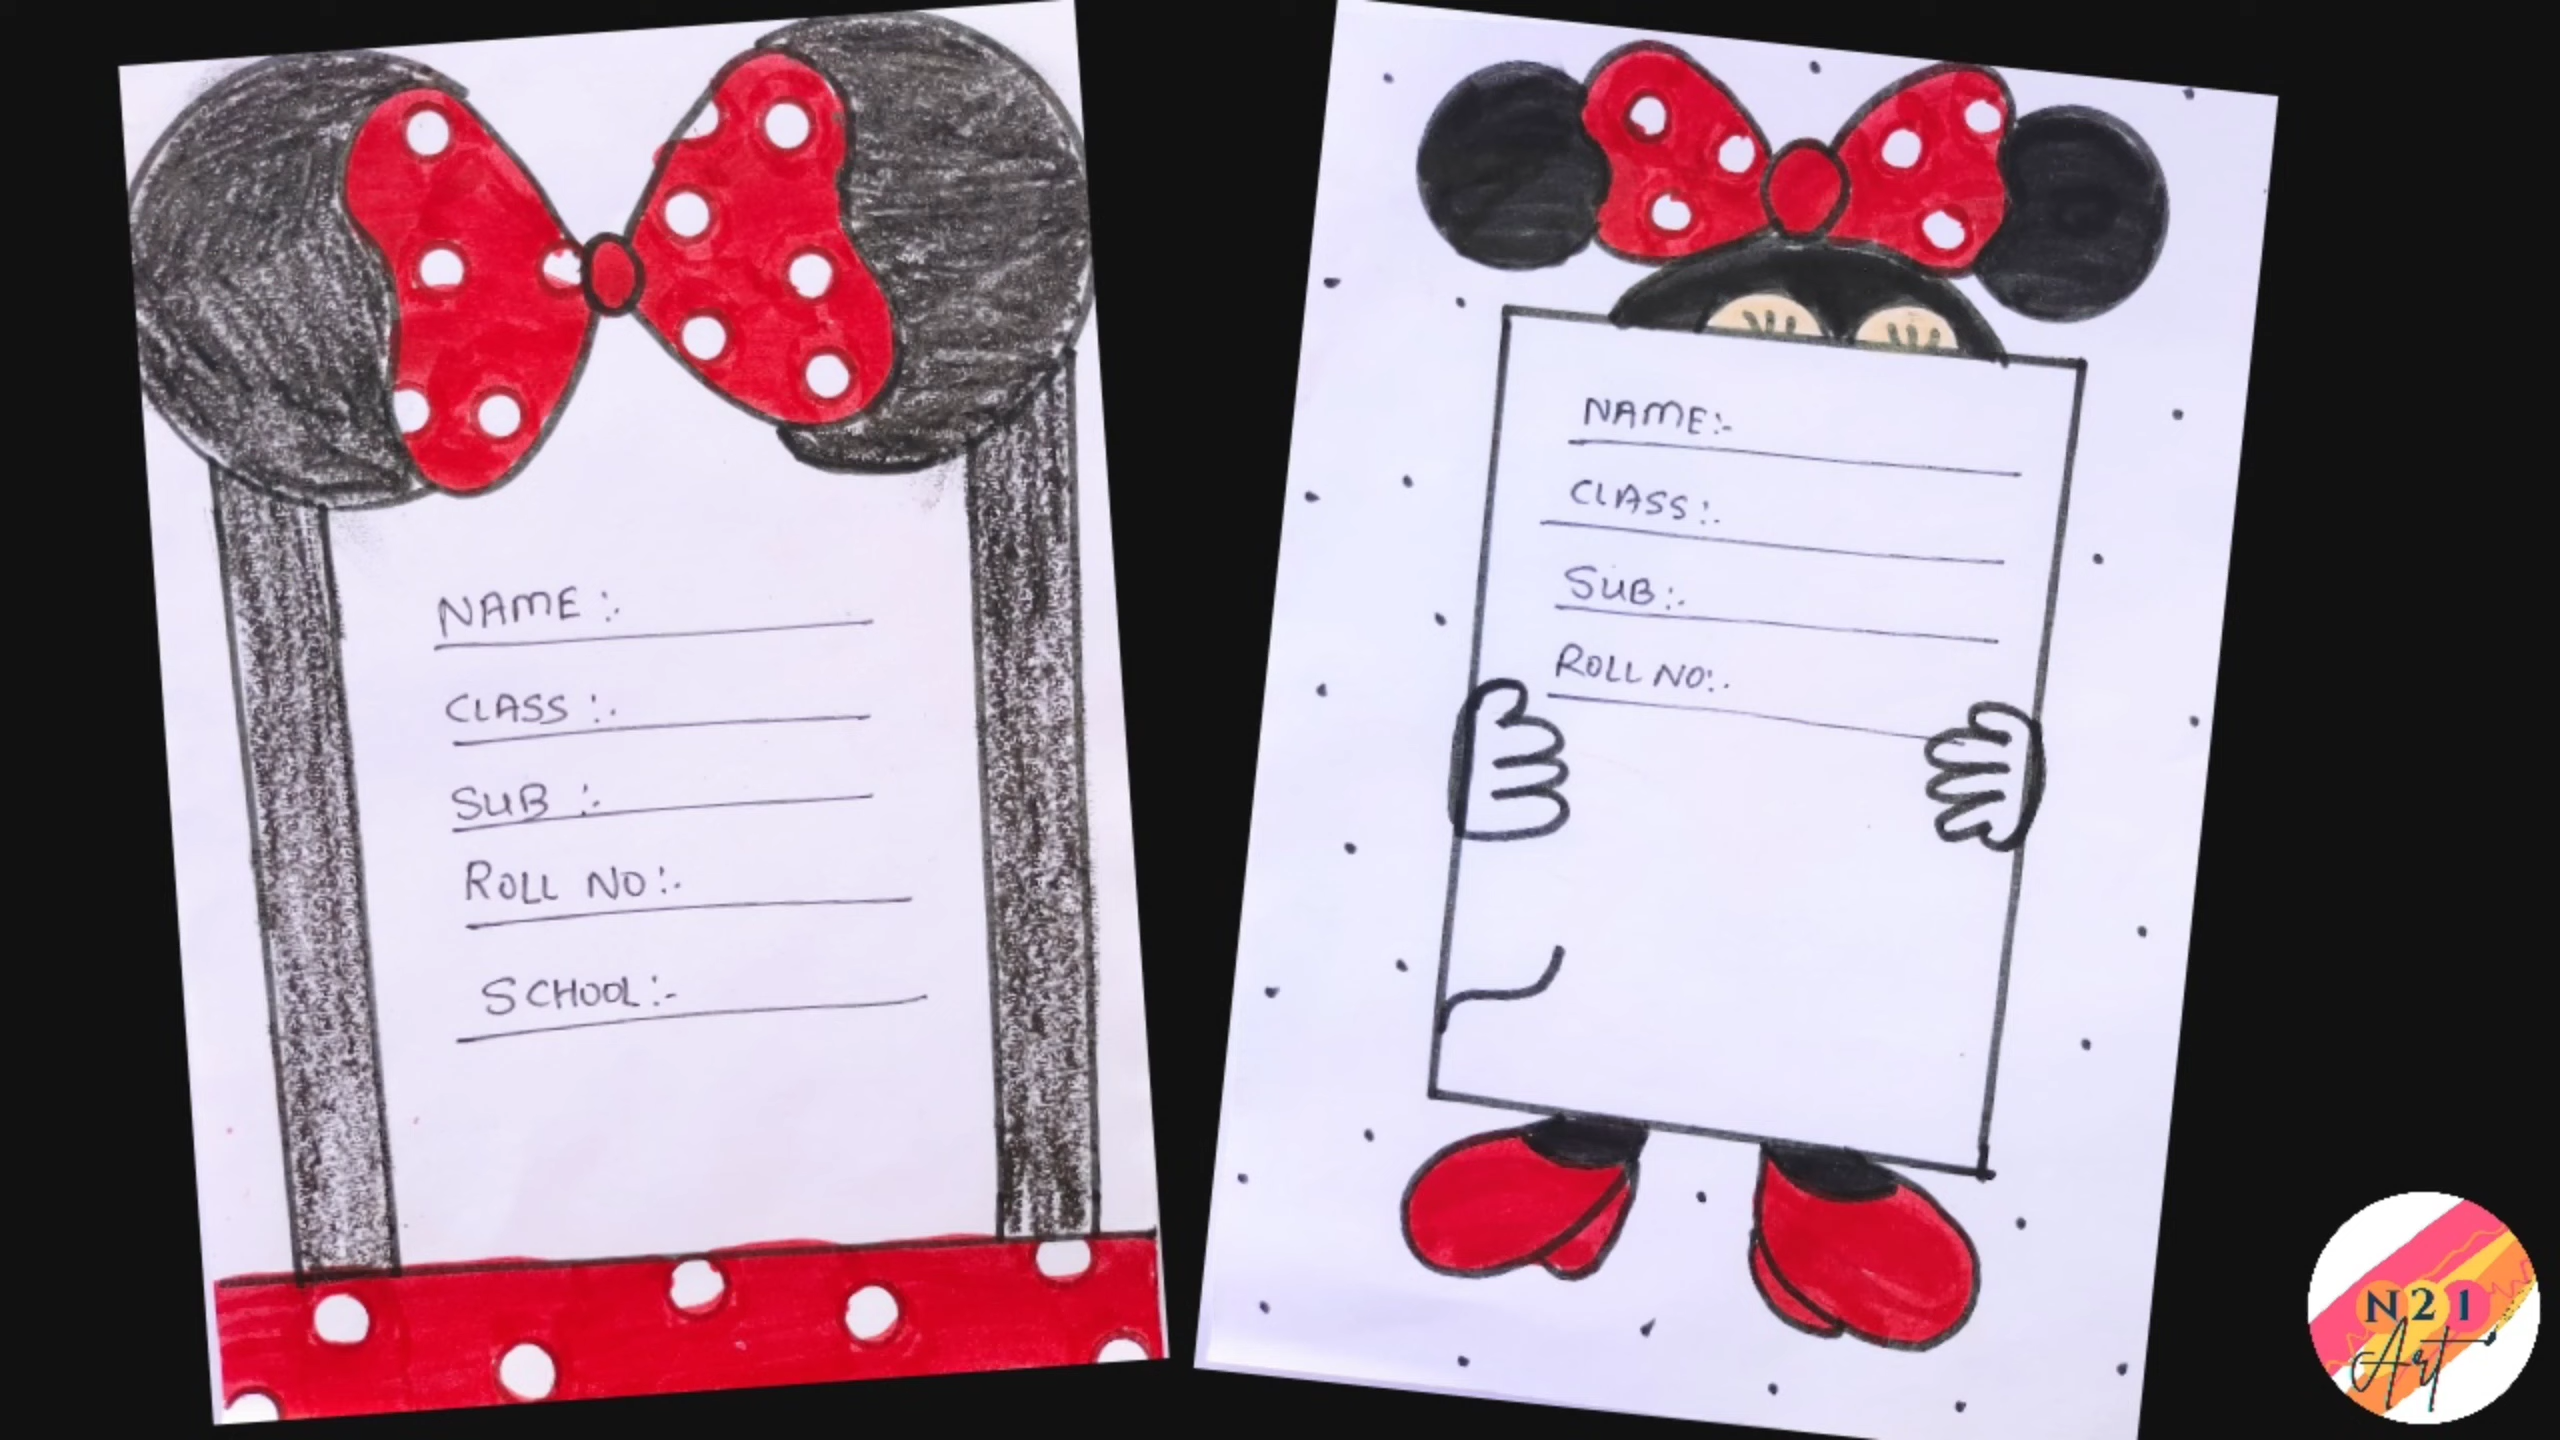 NAME :-
CLASS :-
SUB :-
ROLL NO :-
SCHOOL :-
NAME :-
CLASS :-
SUB :-
ROLL NO :-
N21
Art